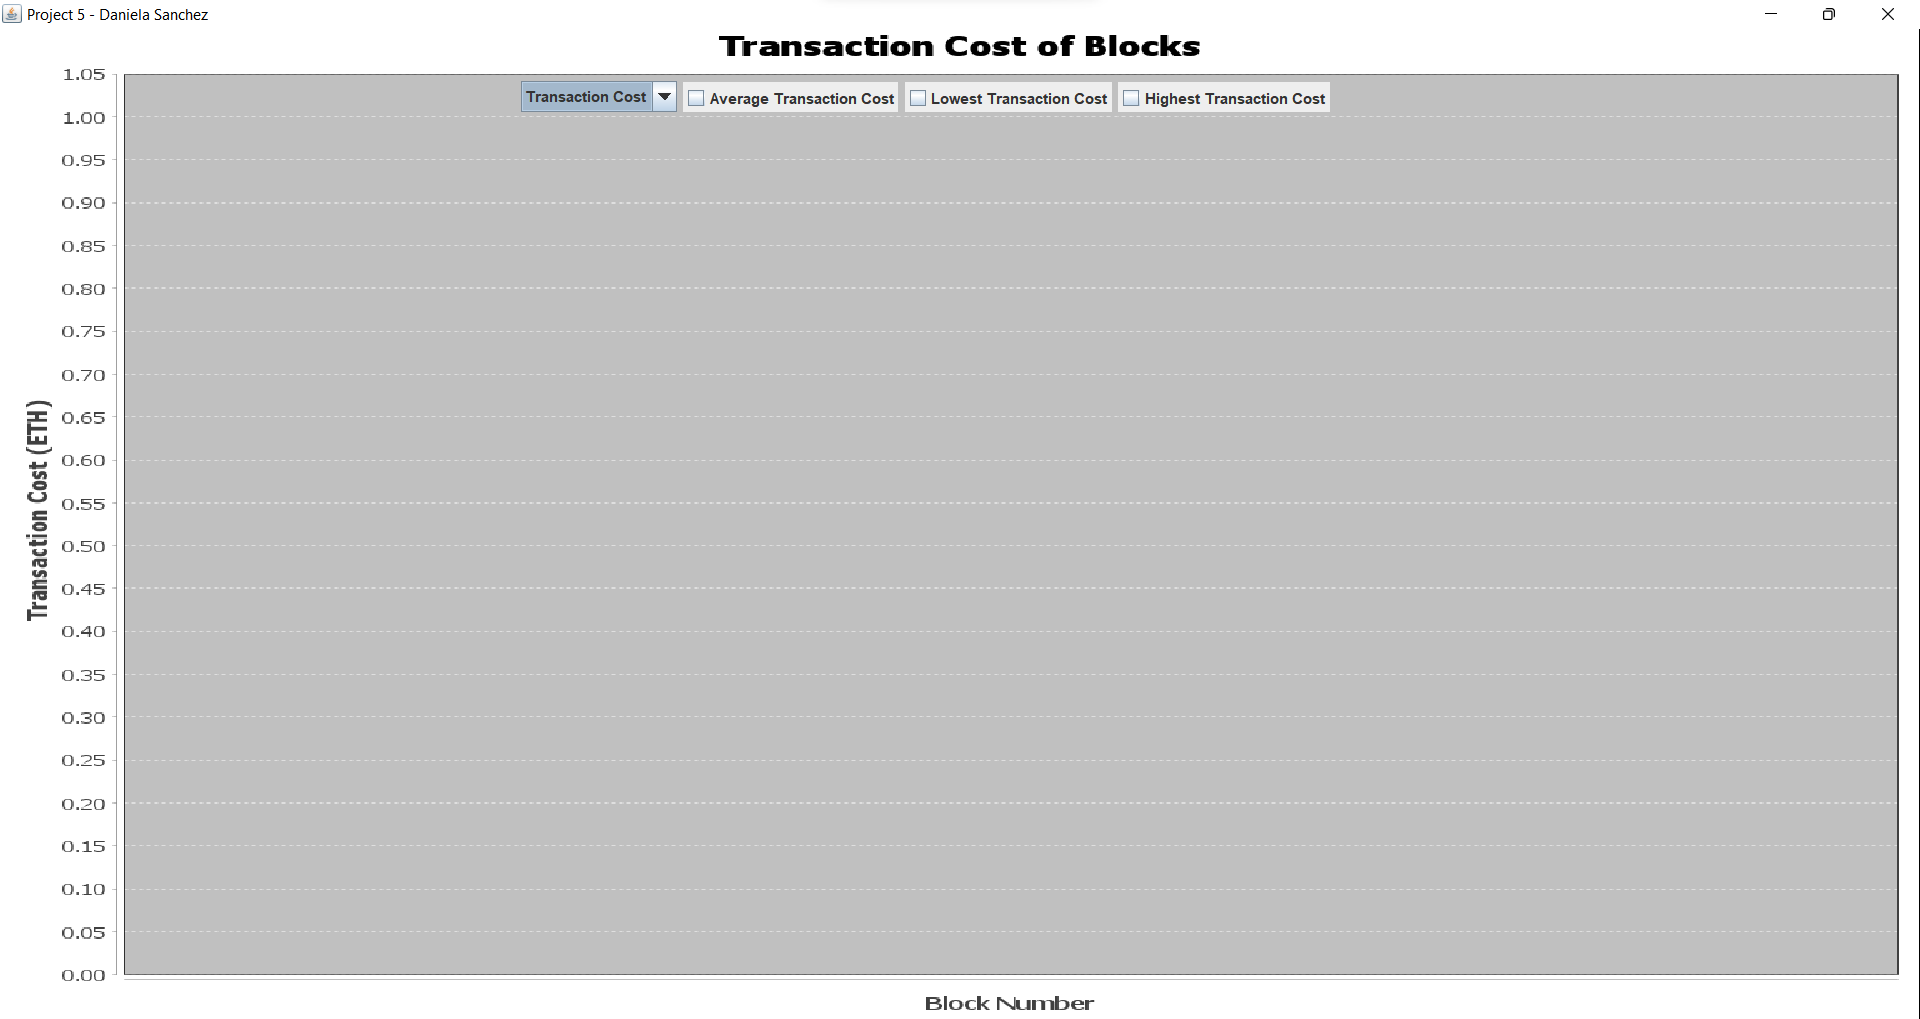 Project 5 - Daniela Sanchez
Transaction Cost of Blocks
Transaction Cost
Average Transaction Cost
Lowest Transaction Cost
Highest Transaction Cost
1.05
1.00
0.95
0.90
0.85
0.80
0.75
0.70
0.65
0.60
0.55
0.50
0.45
0.40
0.35
0.30
0.25
0.20
0.15
0.10
0.05
0.00
Transaction Cost (ETH)
Block Number